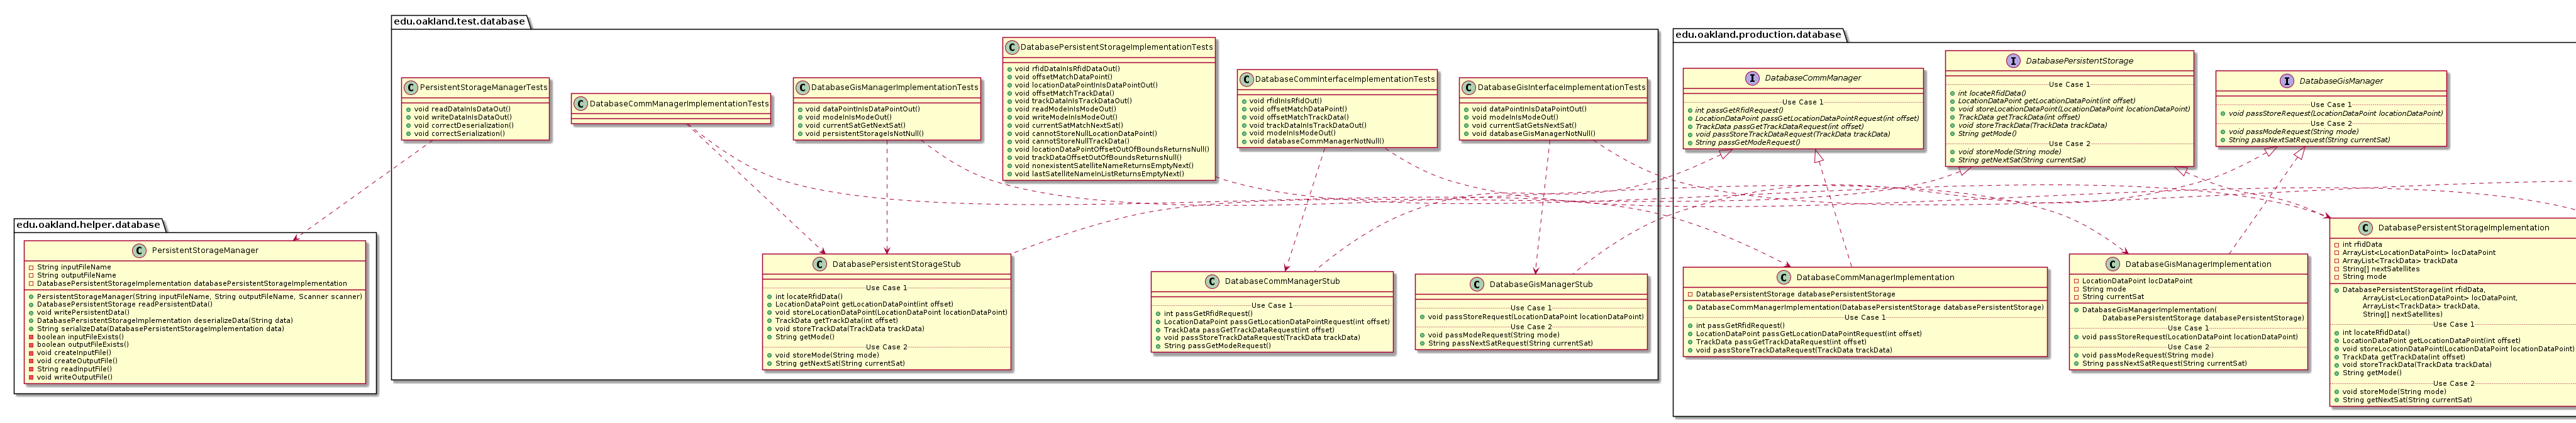 edu.oakland.test.database
edu.oakland.production.database
edu.oakland.helper.database
PersistentStorageManagerTests
void readDataInIsDataOut()
void writeDataInIsDataOut()
void correctDeserialization()
void correctSerialization()
DatabaseCommManagerImplementationTests
DatabaseGisManagerImplementationTests
void dataPointInIsDataPointOut()
void modeInIsModeOut()
void currentSatGetNextSat()
void persistentStorageIsNotNull()
DatabasePersistentStorageImplementationTests
void rfidDataInIsRfidDataOut()
void offsetMatchDataPoint()
void locationDataPointInIsDataPointOut()
void offsetMatchTrackData()
void trackDataInIsTrackDataOut()
void readModeInIsModeOut()
void writeModeInIsModeOut()
void currentSatMatchNextSat()
void cannotStoreNullLocationDataPoint()
void cannotStoreNullTrackData()
void locationDataPointOffsetOutOfBoundsReturnsNull()
void trackDataOffsetOutOfBoundsReturnsNull()
void nonexistentSatelliteNameReturnsEmptyNext()
void lastSatelliteNameInListReturnsEmptyNext()
DatabaseCommInterfaceImplementationTests
void rfidInIsRfidOut()
void offsetMatchDataPoint()
void offsetMatchTrackData()
void trackDataInIsTrackDataOut()
void modeInIsModeOut()
void databaseCommManagerNotNull()
DatabaseGisInterfaceImplementationTests
void dataPointInIsDataPointOut()
void modeInIsModeOut()
void currentSatGetsNextSat()
void databaseGisManagerNotNull()
DatabaseCommManager
Use Case 1
int passGetRfidRequest()
LocationDataPoint passGetLocationDataPointRequest(int offset)
TrackData passGetTrackDataRequest(int offset)
void passStoreTrackDataRequest(TrackData trackData)
String passGetModeRequest()
DatabasePersistentStorage
Use Case 1
int locateRfidData()
LocationDataPoint getLocationDataPoint(int offset)
void storeLocationDataPoint(LocationDataPoint locationDataPoint)
TrackData getTrackData(int offset)
void storeTrackData(TrackData trackData)
String getMode()
Use Case 2
void storeMode(String mode)
String getNextSat(String currentSat)
DatabaseGisManager
Use Case 1
void passStoreRequest(LocationDataPoint locationDataPoint)
Use Case 2
void passModeRequest(String mode)
String passNextSatRequest(String currentSat)
PersistentStorageManager
String inputFileName
String outputFileName
DatabasePersistentStorageImplementation databasePersistentStorageImplementation
PersistentStorageManager(String inputFileName, String outputFileName, Scanner scanner)
DatabasePersistentStorage readPersistentData()
void writePersistentData()
DatabasePersistentStorageImplementation deserializeData(String data)
String serializeData(DatabasePersistentStorageImplementation data)
boolean inputFileExists()
boolean outputFileExists()
void createInputFile()
void createOutputFile()
String readInputFile()
void writeOutputFile()
DatabasePersistentStorageStub
Use Case 1
int locateRfidData()
LocationDataPoint getLocationDataPoint(int offset)
void storeLocationDataPoint(LocationDataPoint locationDataPoint)
TrackData getTrackData(int offset)
void storeTrackData(TrackData trackData)
String getMode()
Use Case 2
void storeMode(String mode)
String getNextSat(String currentSat)
DatabaseCommManagerStub
Use Case 1
int passGetRfidRequest()
LocationDataPoint passGetLocationDataPointRequest(int offset)
TrackData passGetTrackDataRequest(int offset)
void passStoreTrackDataRequest(TrackData trackData)
String passGetModeRequest()
DatabaseGisManagerStub
Use Case 1
void passStoreRequest(LocationDataPoint locationDataPoint)
Use Case 2
void passModeRequest(String mode)
String passNextSatRequest(String currentSat)
DatabaseCommManagerImplementation
DatabasePersistentStorage databasePersistentStorage
DatabaseCommManagerImplementation(DatabasePersistentStorage databasePersistentStorage)
Use Case 1
int passGetRfidRequest()
LocationDataPoint passGetLocationDataPointRequest(int offset)
TrackData passGetTrackDataRequest(int offset)
void passStoreTrackDataRequest(TrackData trackData)
DatabaseGisManagerImplementation
LocationDataPoint locDataPoint
String mode
String currentSat
DatabaseGisManagerImplementation(
DatabasePersistentStorage databasePersistentStorage)
Use Case 1
void passStoreRequest(LocationDataPoint locationDataPoint)
Use Case 2
void passModeRequest(String mode)
String passNextSatRequest(String currentSat)
DatabasePersistentStorageImplementation
int rfidData
ArrayList<LocationDataPoint> locDataPoint
ArrayList<TrackData> trackData
String[] nextSatellites
String mode
DatabasePersistentStorage(int rfidData,
ArrayList<LocationDataPoint> locDataPoint,
ArrayList<TrackData> trackData,
String[] nextSatellites)
Use Case 1
int locateRfidData()
LocationDataPoint getLocationDataPoint(int offset)
void storeLocationDataPoint(LocationDataPoint locationDataPoint)
TrackData getTrackData(int offset)
void storeTrackData(TrackData trackData)
String getMode()
Use Case 2
void storeMode(String mode)
String getNextSat(String currentSat)